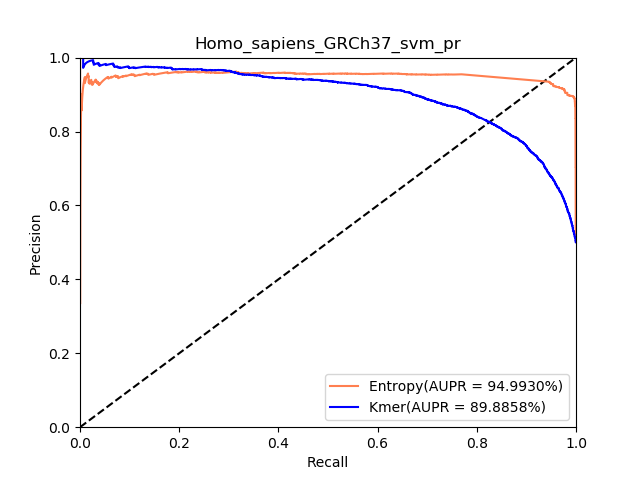 Homo_sapiens_GRCh37_svm_pr
1.0
0.8
0.6
0.4
0.2
0.0
Precision
0.0 0.2 0.4 0.6 0.8 1.0
Recall
Entropy(AUPR = 94.9930%)
Kmer(AUPR = 89.8858%)